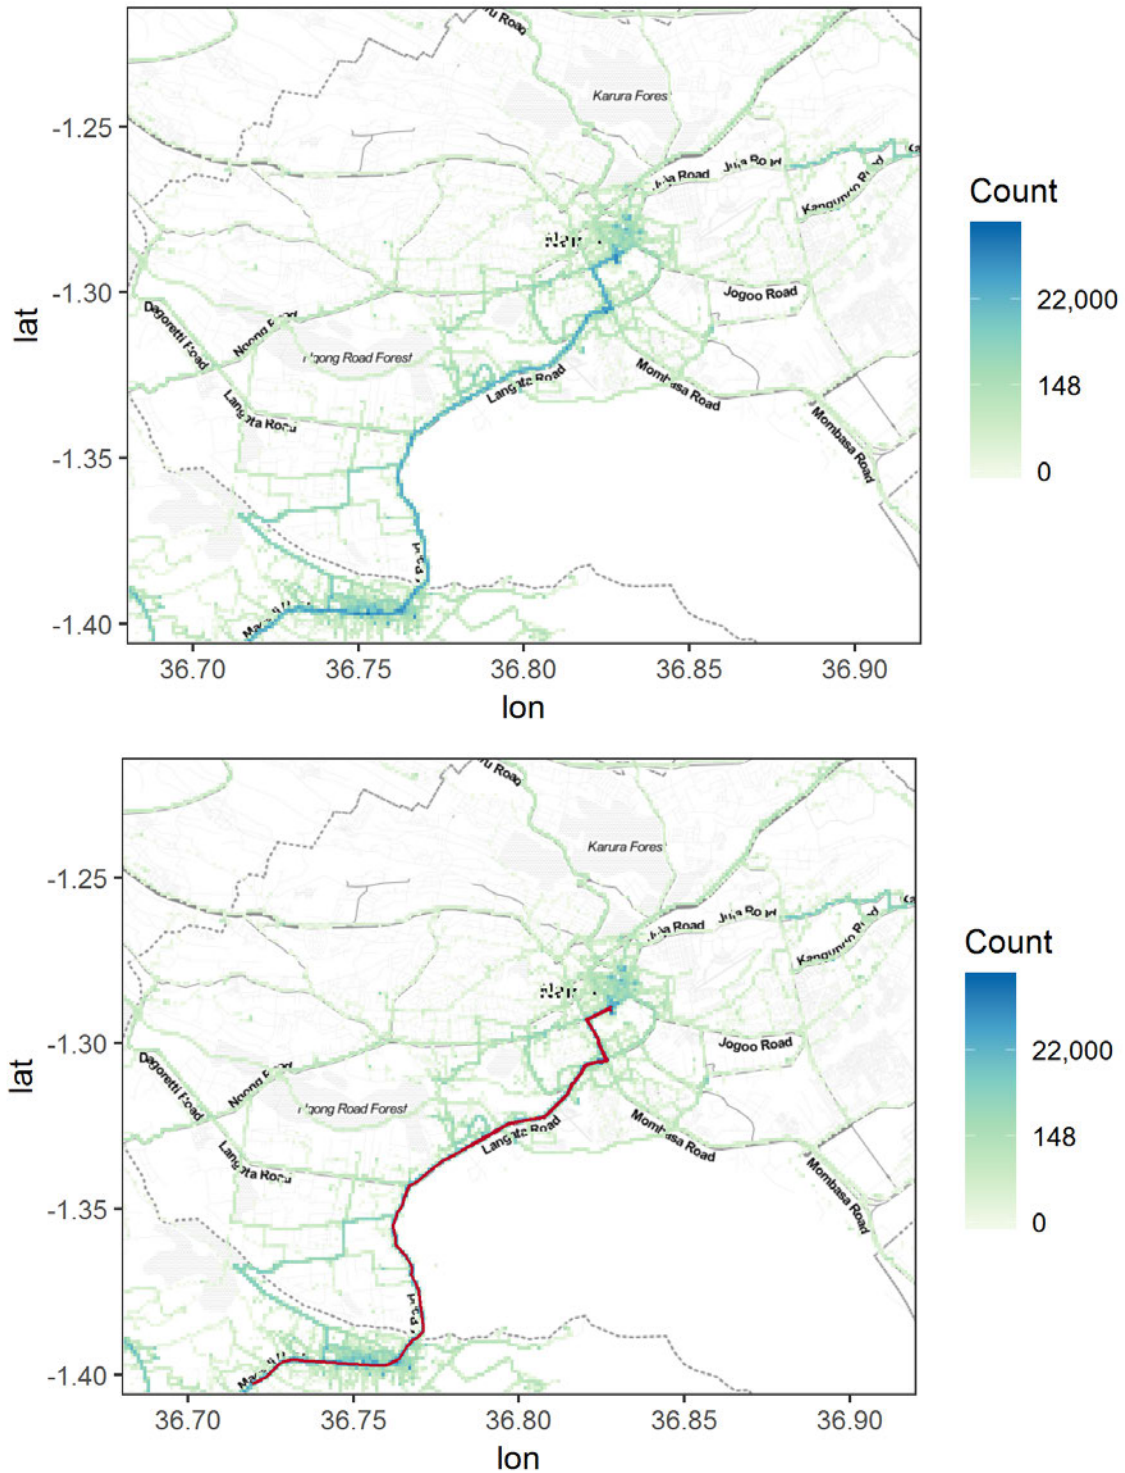 Karura Fores
-1.25
Road
Kangundo
-1.30
Jogoo Road
Dagoretti Road
Ngong Road Forest
Langata Road
Mombasa Road
Langata Road
-1.35
Mombasa Road
-1.40
36.70 36.75 36.80 36.85 36.90
lon
lat
Count
22,000
148
0
Karura Fores
-1.25
Road
Kangundo
-1.30
Jogoo Road
Dagoretti Road
Ngong Road Forest
Langata Road
Mombasa Road
Langata Road
-1.35
Mombasa Road
-1.40
36.70 36.75 36.80 36.85 36.90
lon
lat
Count
22,000
148
0